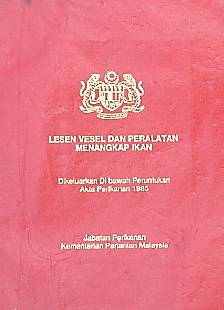 LESEN VESEL DAN PERALATAN
MENANGKAP IKAN
Dikeluarkan Di bawah Peruntukan
Akta Perikanan 1985
Jabatan Perikanan
Kementerian Pertanian Malaysia